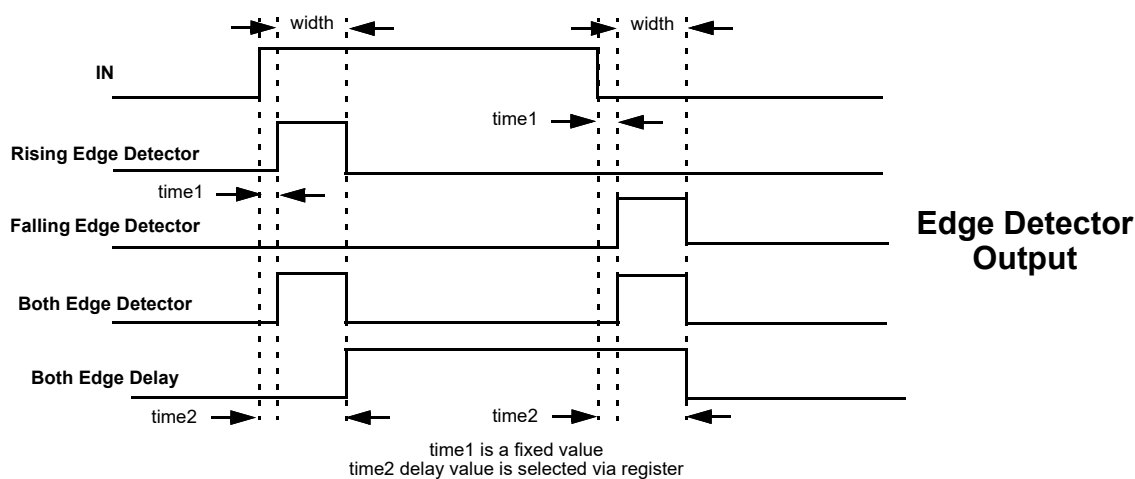 width
width
IN
time1
Rising Edge Detector
time1
Falling Edge Detector
Edge Detector
Output
Both Edge Detector
Both Edge Delay
time2
time2
time1 is a fixed value
time2 delay value is selected via register